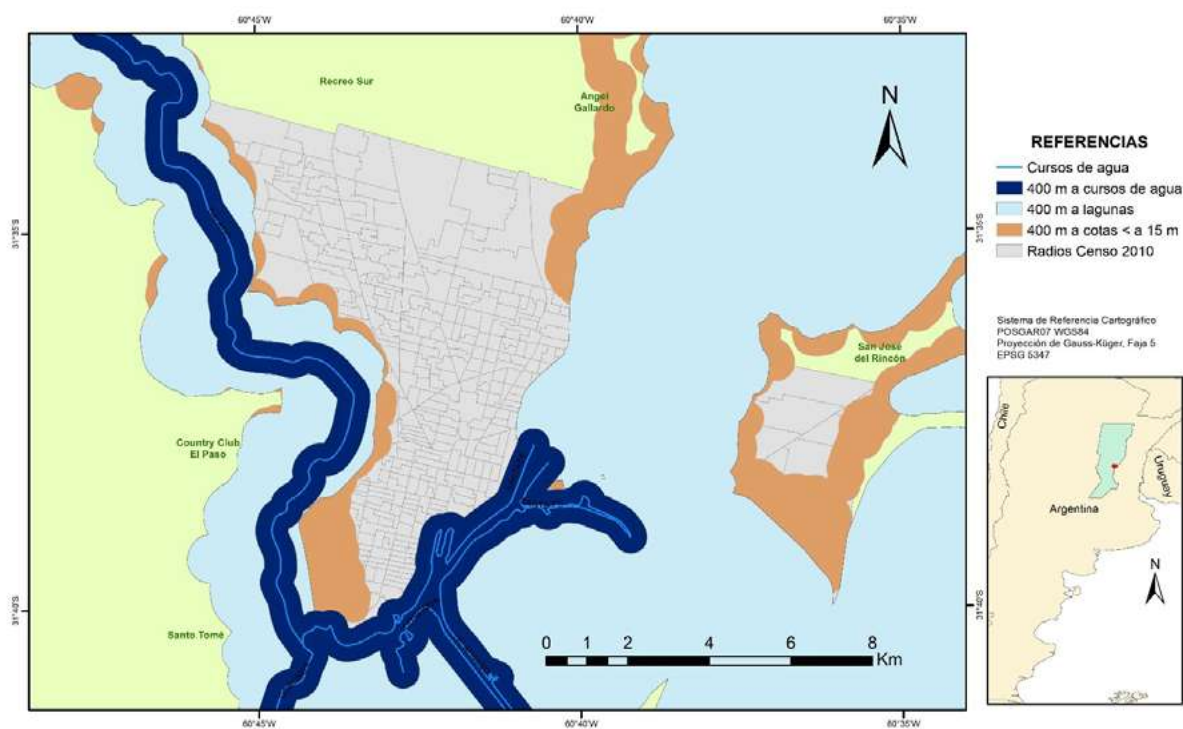 60°45'W
60°40'W
60°35'W
Recreo Sur
Angel
Gallardo
N
31°35'S
31°35'S
San José
del Rincón
Country Club
El Paso
Santo Tomé
31°40'S
31°40'S
0 1 2 4 6 8
Km
60°45'W
60°40'W
60°35'W
REFERENCIAS
Cursos de agua
400 m a cursos de agua
400 m a lagunas
400 m a cotas < a 15 m
Radios Censo 2010
Sistema de Referencia Cartográfico
POSGAR07 WGS84
Proyección de Gauss-Küger, Faja 5
EPSG 5347
Chile
Uruguay
Argentina
N